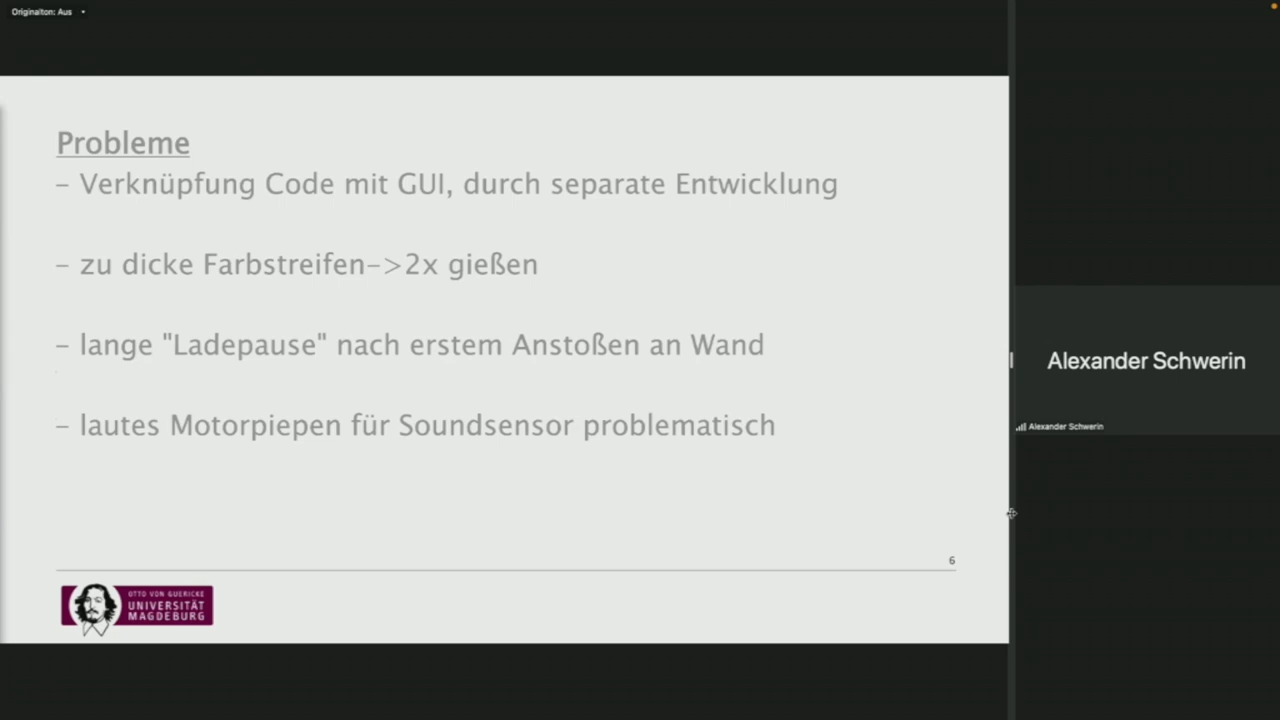 Originalton: Aus
Probleme
– Verknüpfung Code mit GUI, durch separate Entwicklung
– zu dicke Farbstreifen–>2x gießen
– lange "Ladepause" nach erstem Anstoßen an Wand
– lautes Motorpiepen für Soundsensor problematisch
6
OTTO VON GUERICKE
UNIVERSITÄT
MAGDEBURG
Alexander Schwerin
Alexander Schwerin